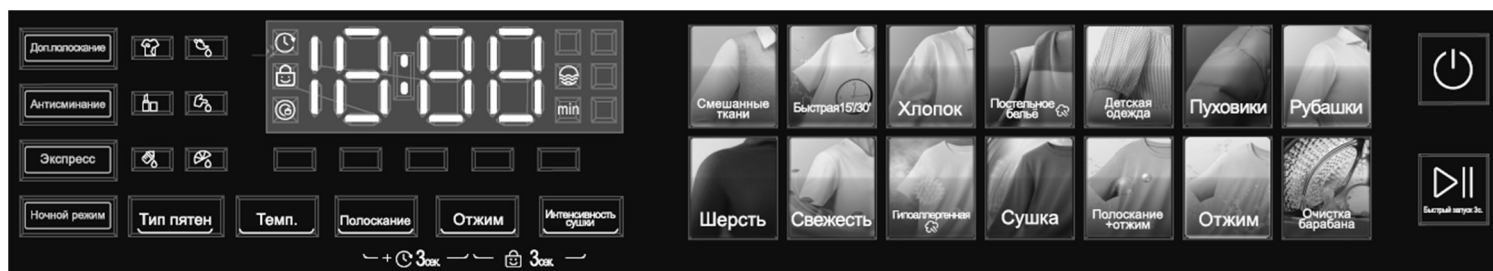 Доп.полоскание
Антисминание
Экспресс
Ночной режим
18:88
min
Тип пятен
Темп.
Полоскание
Отжим
Интенсивность
сушки
+ 3сек.
3сек.
Смешанные
ткани
Быстрая15'/30'
Хлопок
Постельное
белье
Детская
одежда
Пуховики
Рубашки
Шерсть
Свежесть
Гипоаллергенная
Сушка
Полоскание
+отжим
Отжим
Очистка
барабана
Быстрый запуск 3с.